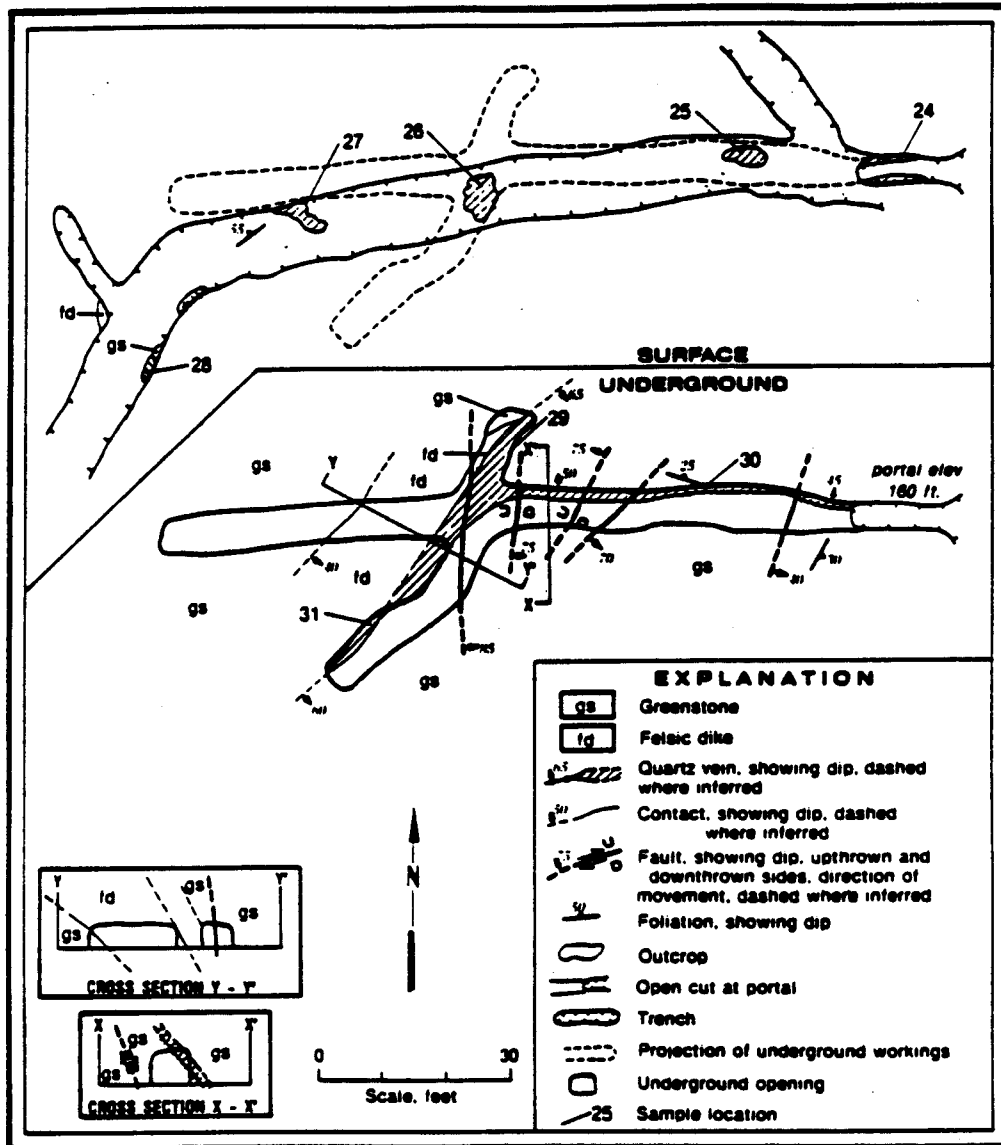 27
26
25
24
55
fd
gs
28
SURFACE
UNDERGROUND
gs
29
fd
gs
Y
fd
X'
30
portal elev
160 ft.
Y'
fd
gs
gs
X
31
gs
EXPLANATION
gs Greenstone
fd Felsic dike
Quartz vein, showing dip, dashed
where inferred
50 Contact, showing dip, dashed
where inferred
U
D
Fault, showing dip, upthrown and
downthrown sides, direction of
movement, dashed where inferred
50 Foliation, showing dip
Outcrop
Open cut at portal
Trench
Projection of underground workings
Underground opening
25 Sample location
N
Y Y'
fd gs
gs gs
CROSS SECTION Y - Y'
X X'
gs gs
gs
CROSS SECTION X - X'
0 30
Scale, feet